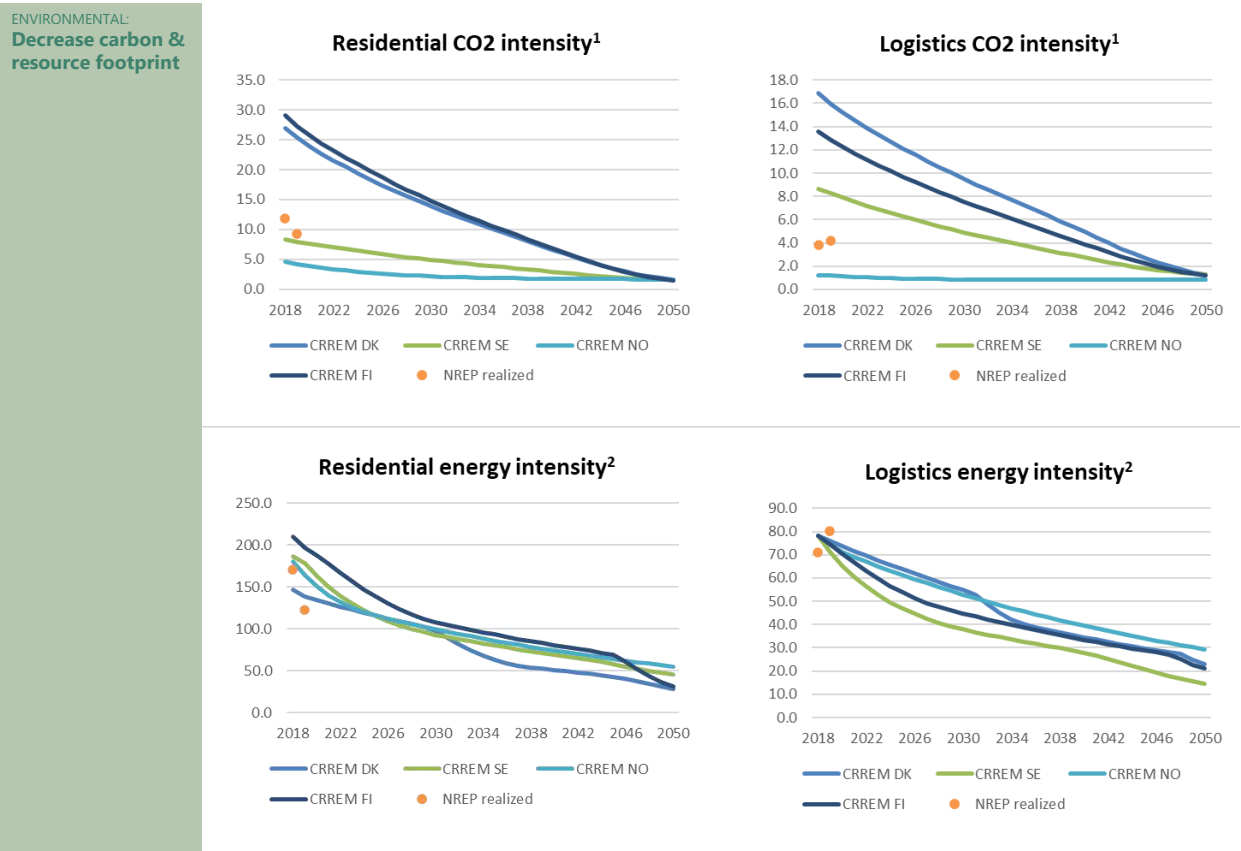 ENVIRONMENTAL:
Decrease carbon &
resource footprint
Residential CO2 intensity1
35.0
30.0
25.0
20.0
15.0
10.0
5.0
0.0
2018 2022 2026 2030 2034 2038 2042 2046 2050
CRREM DK CRREM SE CRREM NO
CRREM FI NREP realized
Logistics CO2 intensity1
18.0
16.0
14.0
12.0
10.0
8.0
6.0
4.0
2.0
0.0
2018 2022 2026 2030 2034 2038 2042 2046 2050
CRREM DK CRREM SE CRREM NO
CRREM FI NREP realized
Residential energy intensity2
250.0
200.0
150.0
100.0
50.0
0.0
2018 2022 2026 2030 2034 2038 2042 2046 2050
CRREM DK CRREM SE CRREM NO
CRREM FI NREP realized
Logistics energy intensity2
90.0
80.0
70.0
60.0
50.0
40.0
30.0
20.0
10.0
0.0
2018 2022 2026 2030 2034 2038 2042 2046 2050
CRREM DK CRREM SE CRREM NO
CRREM FI NREP realized